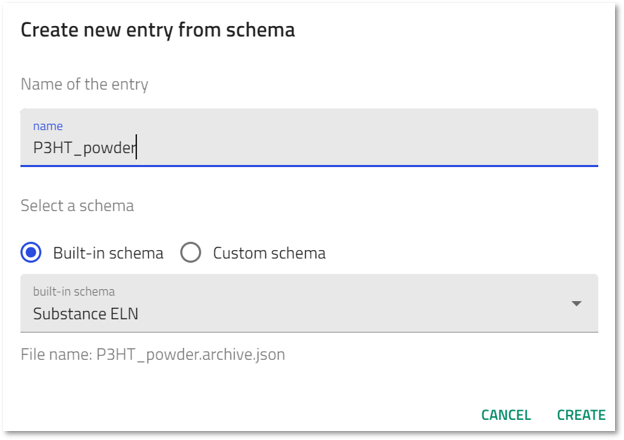 Create new entry from schema
Name of the entry
name
P3HT_powder
Select a schema
Built-in schema Custom schema
built-in schema
Substance ELN
File name: P3HT_powder.archive.json
CANCEL CREATE